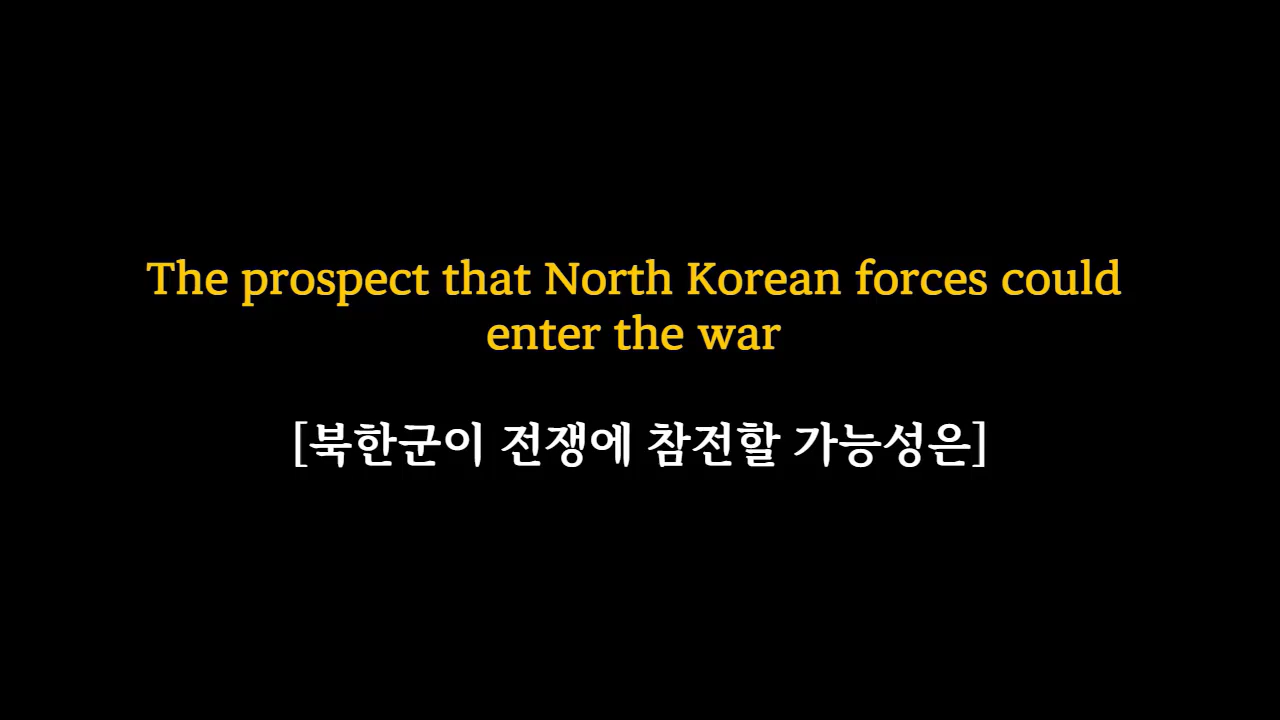 The prospect that North Korean forces could
enter the war
[북한군이 전쟁에 참전할 가능성은]